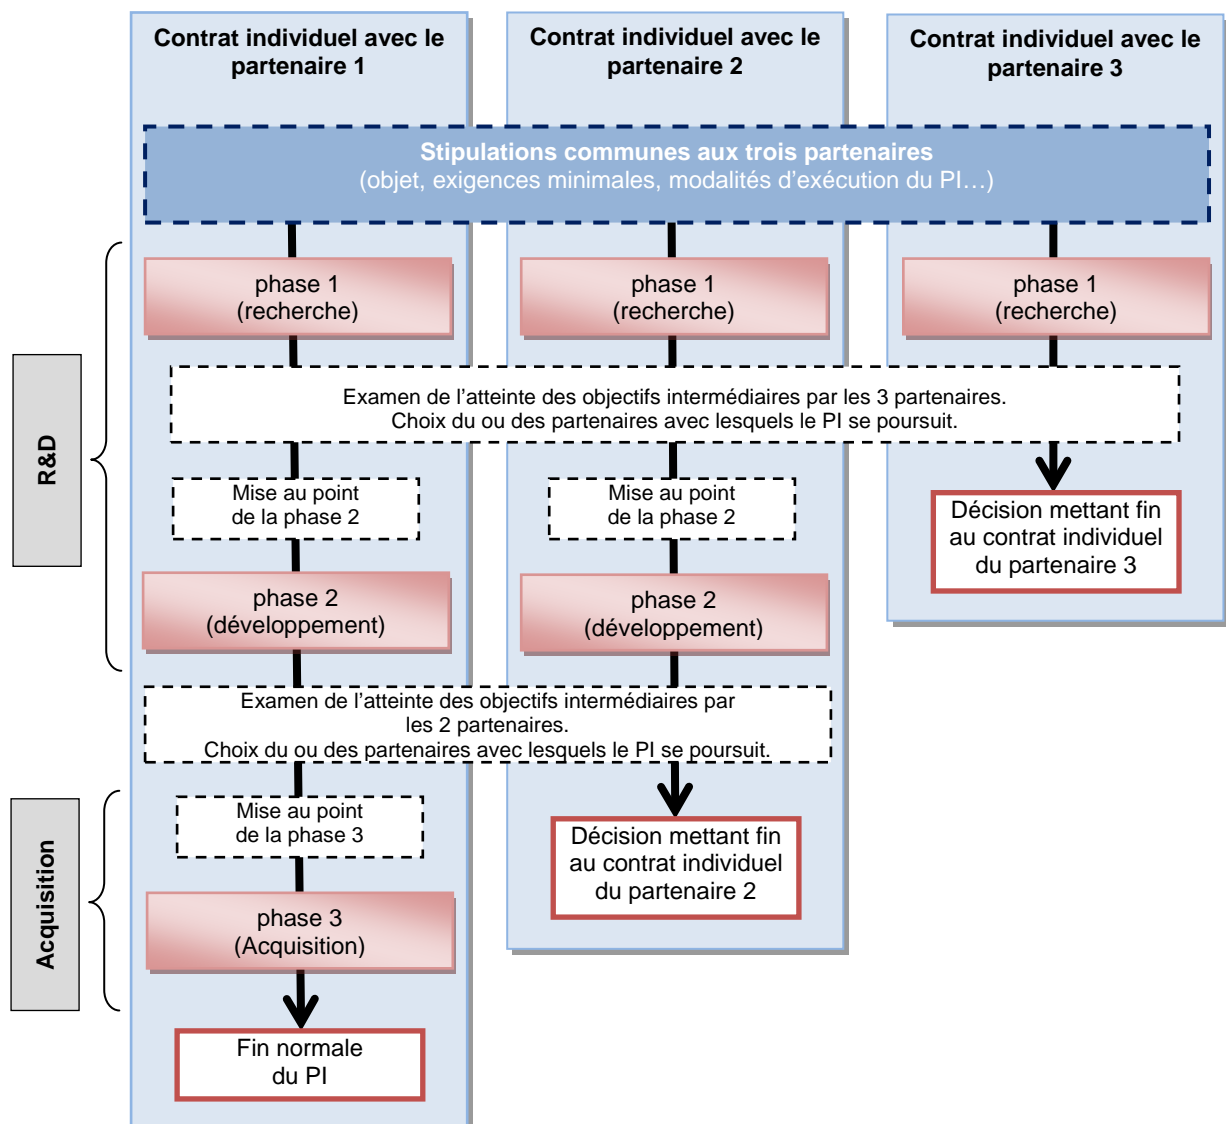 Contrat individuel avec le
partenaire 1
Contrat individuel avec le
partenaire 2
Contrat individuel avec le
partenaire 3
Stipulations communes aux trois partenaires
(objet, exigences minimales, modalités d’exécution du PI…)
R&D
phase 1
(recherche)
phase 1
(recherche)
phase 1
(recherche)
Examen de l’atteinte des objectifs intermédiaires par les 3 partenaires.
Choix du ou des partenaires avec lesquels le PI se poursuit.
Mise au point
de la phase 2
Mise au point
de la phase 2
Décision mettant fin
au contrat individuel
du partenaire 3
phase 2
(développement)
phase 2
(développement)
Examen de l’atteinte des objectifs intermédiaires par
les 2 partenaires.
Choix du ou des partenaires avec lesquels le PI se poursuit.
Acquisition
Mise au point
de la phase 3
Décision mettant fin
au contrat individuel
du partenaire 2
phase 3
(Acquisition)
Fin normale
du PI